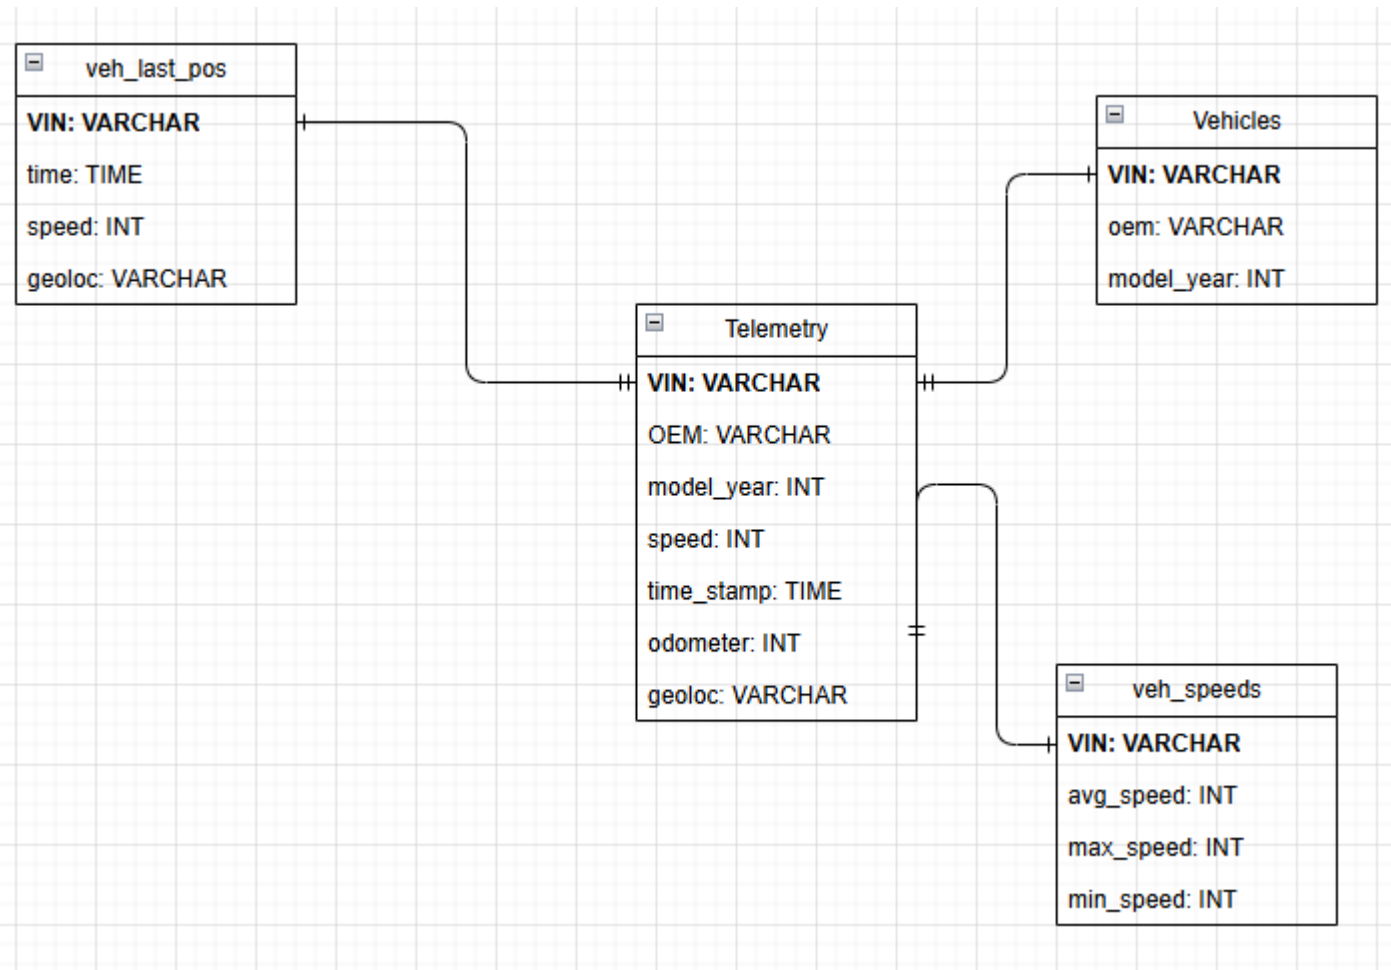 veh_last_pos
VIN: VARCHAR
time: TIME
speed: INT
geoloc: VARCHAR
Vehicles
VIN: VARCHAR
oem: VARCHAR
model_year: INT
Telemetry
VIN: VARCHAR
OEM: VARCHAR
model_year: INT
speed: INT
time_stamp: TIME
odometer: INT
geoloc: VARCHAR
veh_speeds
VIN: VARCHAR
avg_speed: INT
max_speed: INT
min_speed: INT